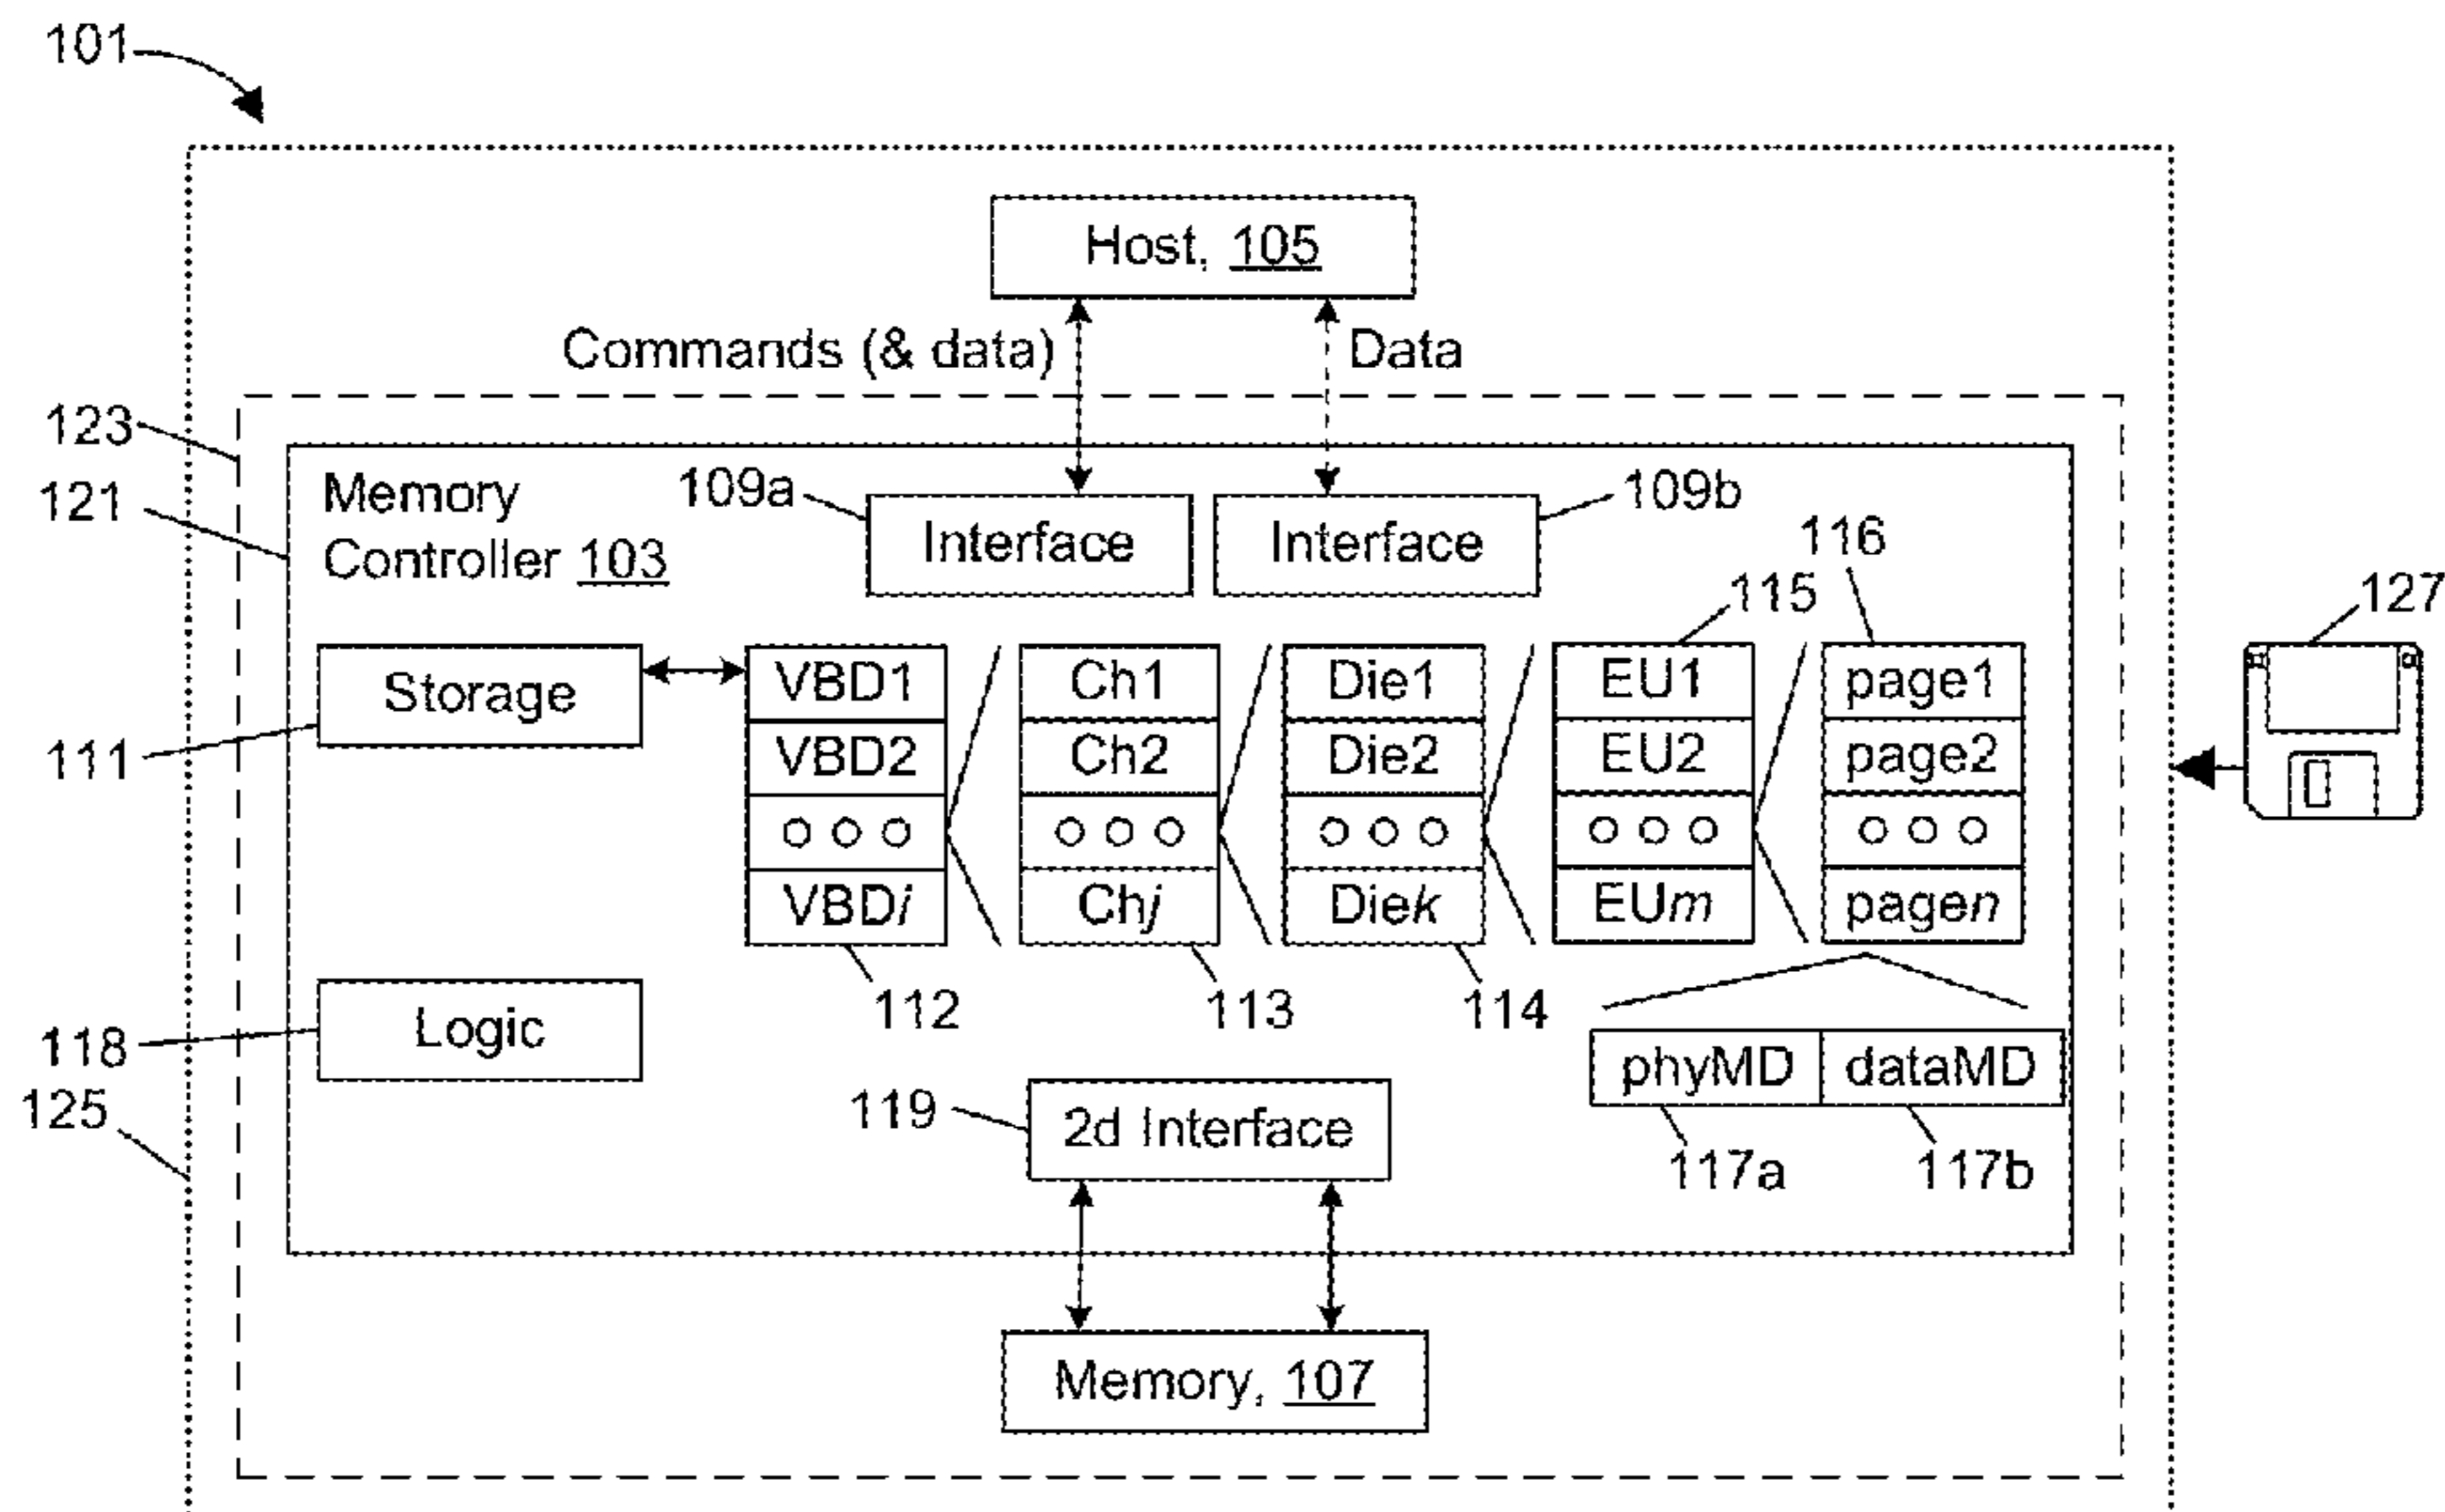 101
Host, 105
Commands (& data)
Data
123
121
Memory
Controller 103
109a
109b
Interface
Interface
116
115
127
Storage
111
VBD1
VBD2
VBDi
112
Ch1
Ch2
Chj
113
Die1
Die2
Diek
114
EU1
EU2
EUm
page1
page2
pagen
Logic
118
125
phyMD
dataMD
117a
117b
119
2d Interface
Memory, 107